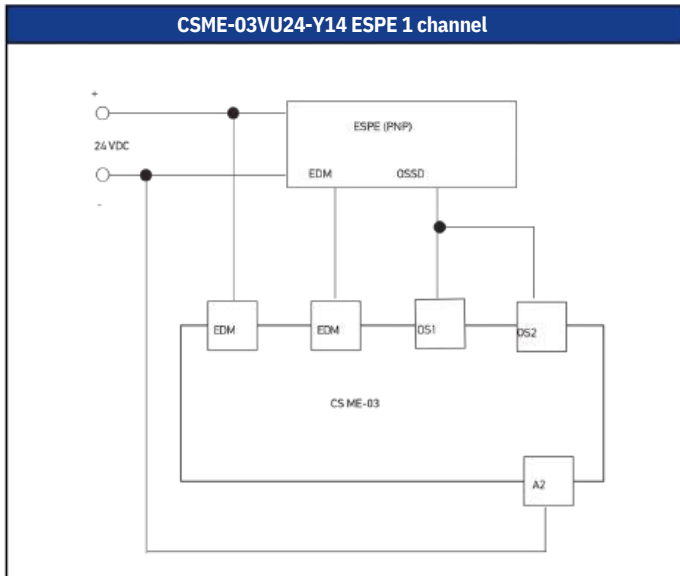 CSME-03VU24-Y14 ESPE 1 channel
+
ESPE (PNP)
24 VDC
EDM OSSD
-
EDM EDM OS1 OS2
CS ME-03
A2